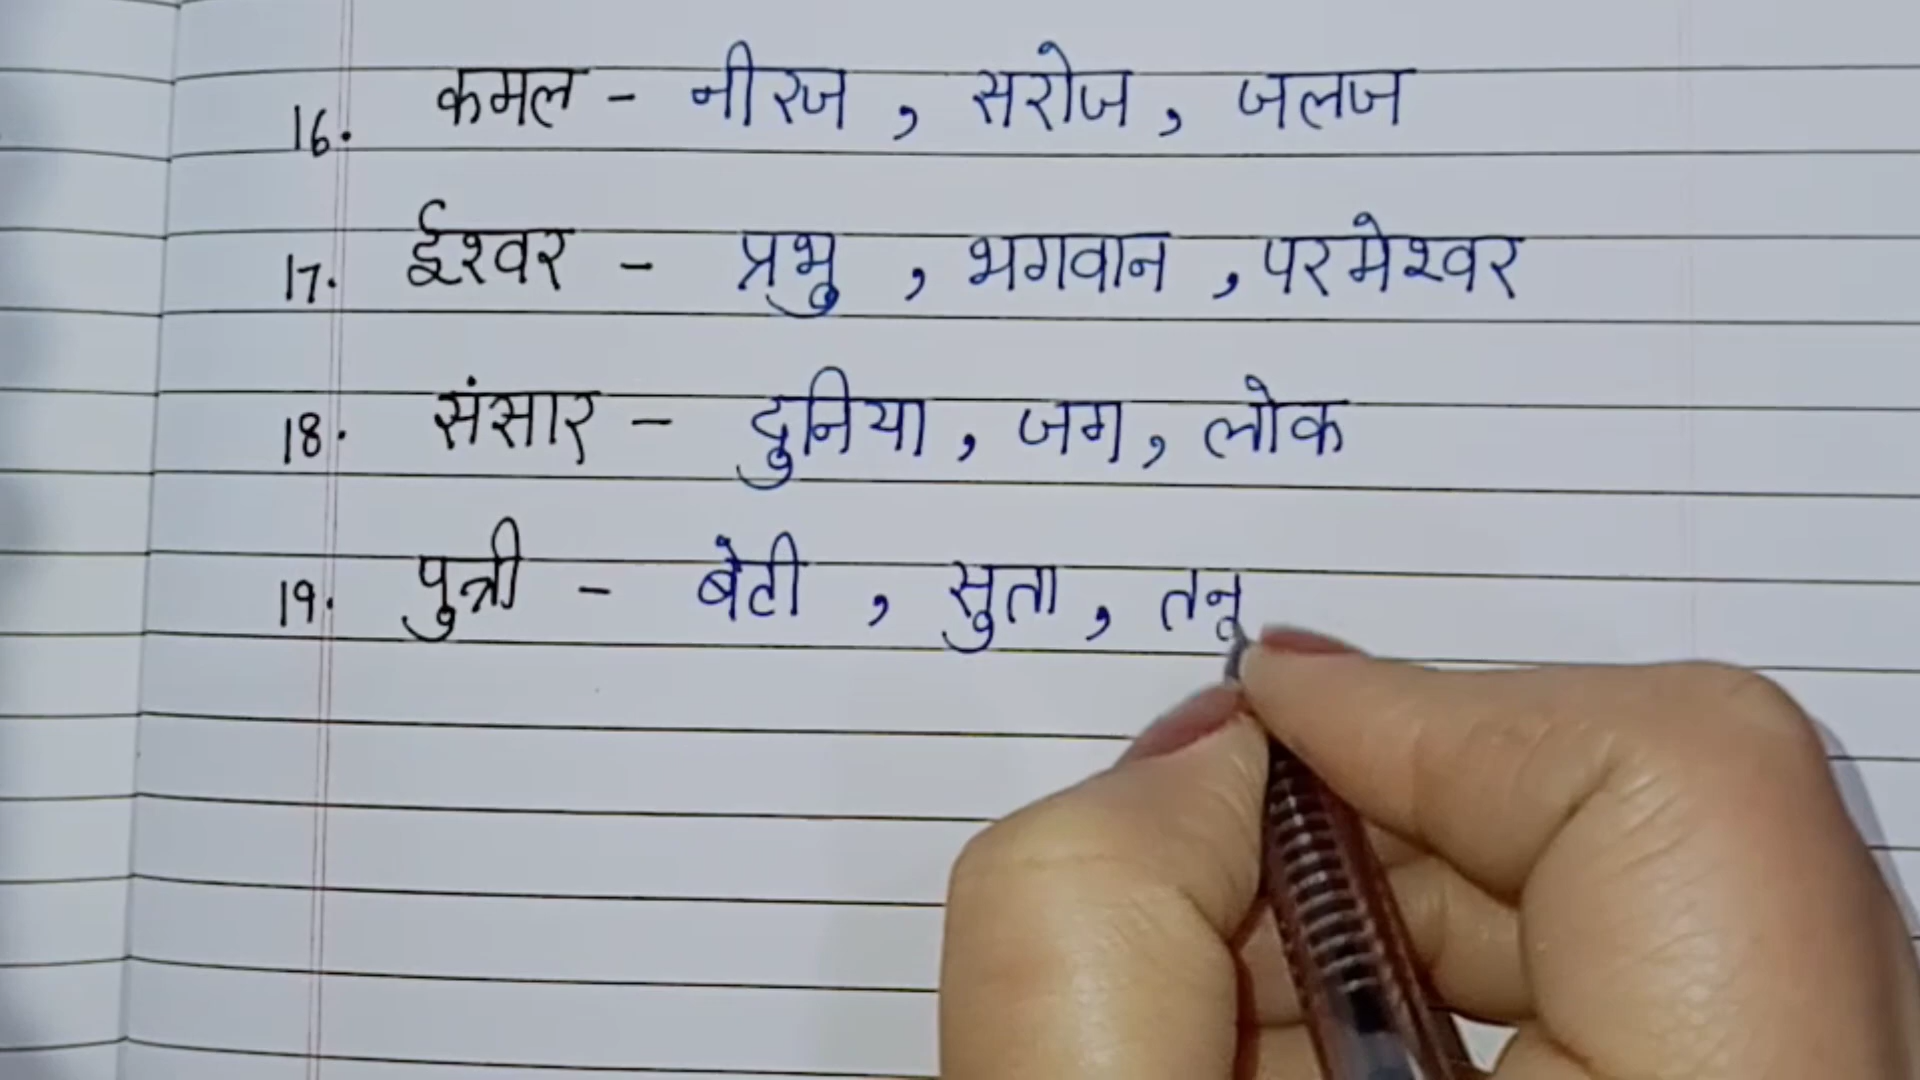 16. कमल - नीरज , सरोज , जलज
17. ईश्वर - प्रभु , भगवान , परमेश्वर
18. संसार - दुनिया , जग , लोक
19. पुत्री - बेटी , सुता , तनू